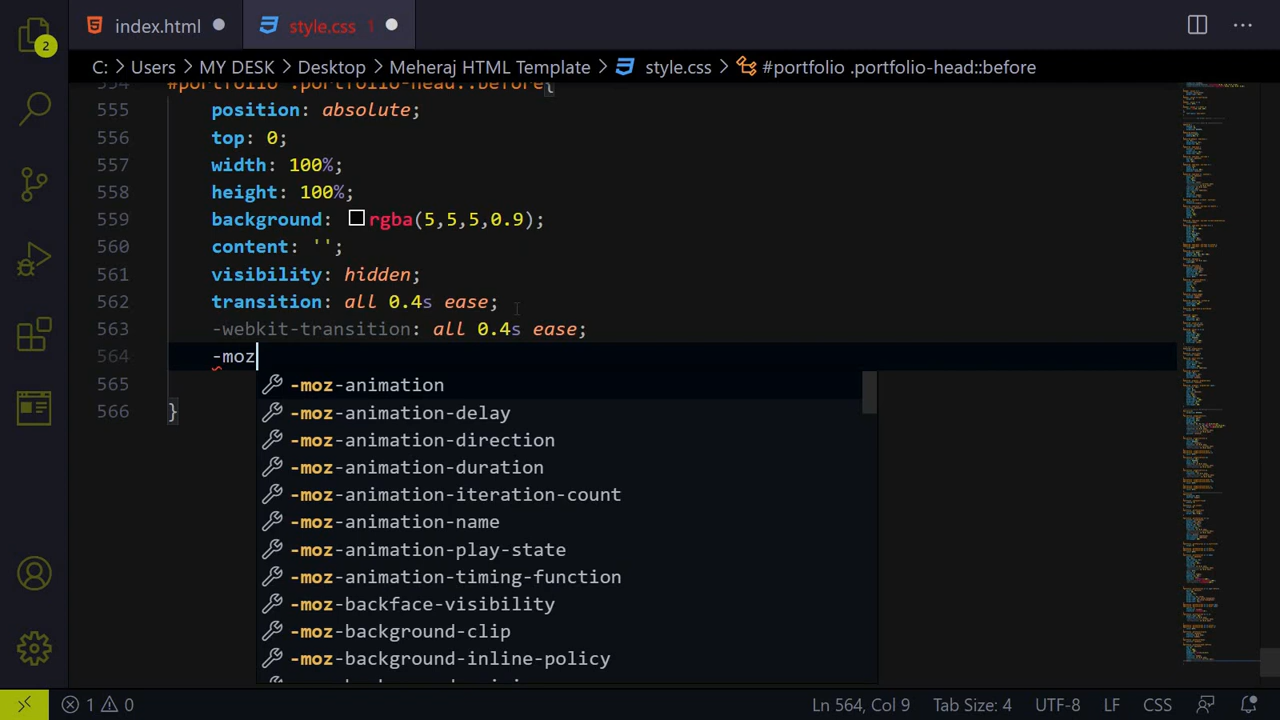 index.html
style.css 1
C: > Users > MY DESK > Desktop > Meheraj HTML Template > style.css > #portfolio .portfolio-head::before
2
554 #portfolio .portfolio-head::before{
555 position: absolute;
556 top: 0;
557 width: 100%;
558 height: 100%;
559 background: rgba(5,5,5,0.9);
560 content: '';
561 visibility: hidden;
562 transition: all 0.4s ease;
563 -webkit-transition: all 0.4s ease;
564 -moz
565 -moz-animation
-moz-animation-delay
566 }
-moz-animation-direction
-moz-animation-duration
-moz-animation-iteration-count
-moz-animation-name
-moz-animation-play-state
-moz-animation-timing-function
-moz-backface-visibility
-moz-background-clip
-moz-background-inline-policy
1 0
Ln 564, Col 9
Tab Size: 4
UTF-8
LF
CSS